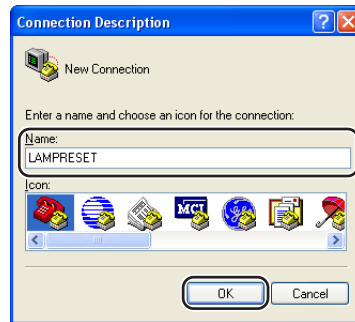 Connection Description
New Connection
Enter a name and choose an icon for the connection:
Name:
LAMPRESET
Icon:
MCI
OK
Cancel